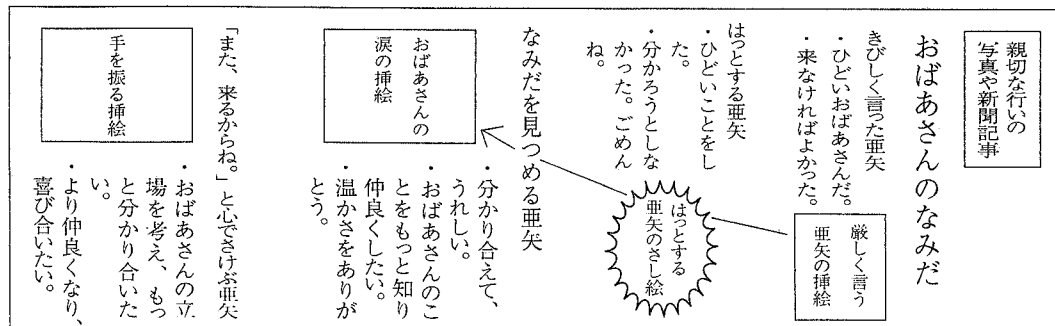 親切な行いの
写真や新聞記事
おばあさんのなみだ
きびしく言った亜矢
・ひどいおばあさんだ。
・来なければよかった。
厳しく言う
亜矢の挿絵
はっとする亜矢
・ひどいことをし
た。
・分かろうとしな
かった。ごめん
ね。
はっとする
亜矢のさし絵
なみだを見つめる亜矢
おばあさんの
涙の挿絵
・分かり合えて、
うれしい。
・おばあさんのこ
とをもっと知り
仲良くしたい。
温かさをありが
とう。
「また、来るからね。」と心でさけぶ亜矢
手を振る挿絵
・おばあさんの立
場を考え、もっ
と分かり合いた
い。
・より仲良くなり、
喜び合いたい。